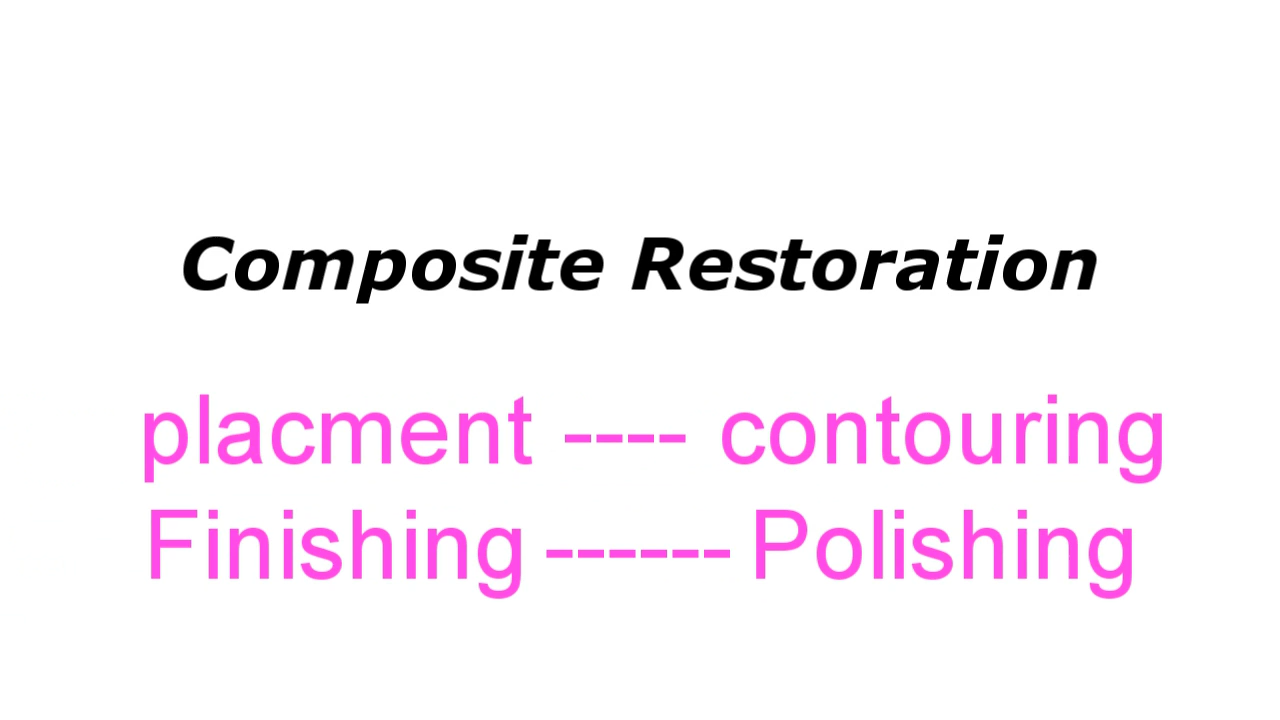 Composite Restoration
placment ---- contouring
Finishing ------ Polishing